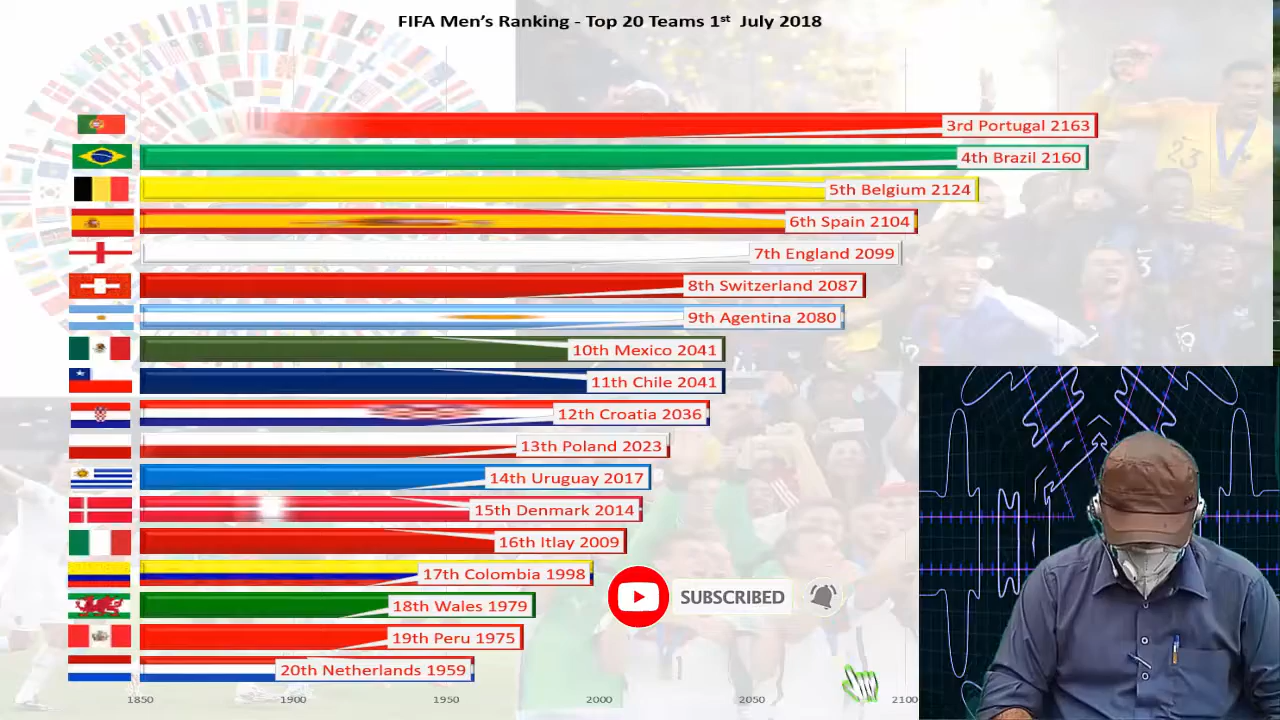 FIFA Men's Ranking - Top 20 Teams 1st July 2018
3rd Portugal 2163
4th Brazil 2160
5th Belgium 2124
6th Spain 2104
7th England 2099
8th Switzerland 2087
9th Agentina 2080
10th Mexico 2041
11th Chile 2041
12th Croatia 2036
13th Poland 2023
14th Uruguay 2017
15th Denmark 2014
16th Itlay 2009
17th Colombia 1998
SUBSCRIBED
18th Wales 1979
19th Peru 1975
20th Netherlands 1959
1850 1900 1950 2000 2050 2100
23
3
10